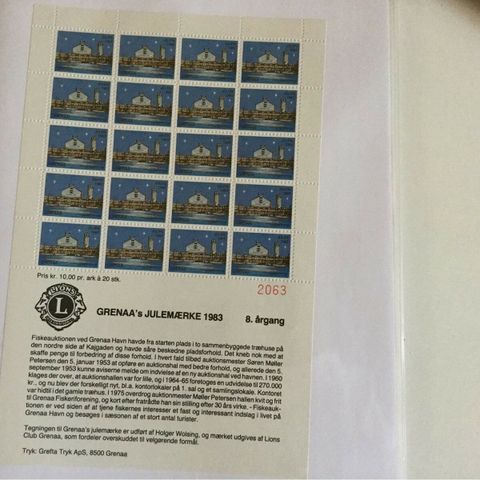 Pris kr. 10,00 pr. ark à 20 stk.
2063
LIONS
L
GRENAA's JULEMÆRKE 1983 8. årgang
Fiskeauktionen ved Grenaa Havn havde fra starten plads i to sammenbyggede træhuse på
den nordre side af Kajgaden og havde såre beskedne pladsforhold. Det kneb nok med at
skaffe penge til forbedring af disse forhold. I hvert fald tilbød auktionsmester Søren Møller
Petersen den 5. januar 1953 at opføre en auktionshal med bedre forhold, og allerede den 5.
september 1953 kunne aviserne melde om indvielse af en ny auktionshal ved havnen. I 1960
klages der over, at auktionshallen var for lille, og i 1964-65 foretoges en udvidelse til 270.000
kr., og nu blev der forskelligt nyt, bl.a. kontorlokaler på 1. sal og et samlingslokale. Kontoret
var hidtil i det gamle træhus. I 1975 overdrog auktionsmester Møller Petersen hallen kvit og frit
til Grenaa Fiskeriforening, og kort efter fratrådte han sin stilling efter 30 års virke. - Fiskeauk-
tionen er ved siden af at tjene fiskernes interesser et fast og interessant indslag i livet på
Grenaa Havn og besøges i sæsonen af et stort antal turister.
Tegningen til Grenaa's julemærke er udført af Holger Wolsing, og mærket udgives af Lions
Club Grenaa, som fordeler overskuddet til velgørende formål.
Tryk: Grefta Tryk ApS, 8500 Grenaa